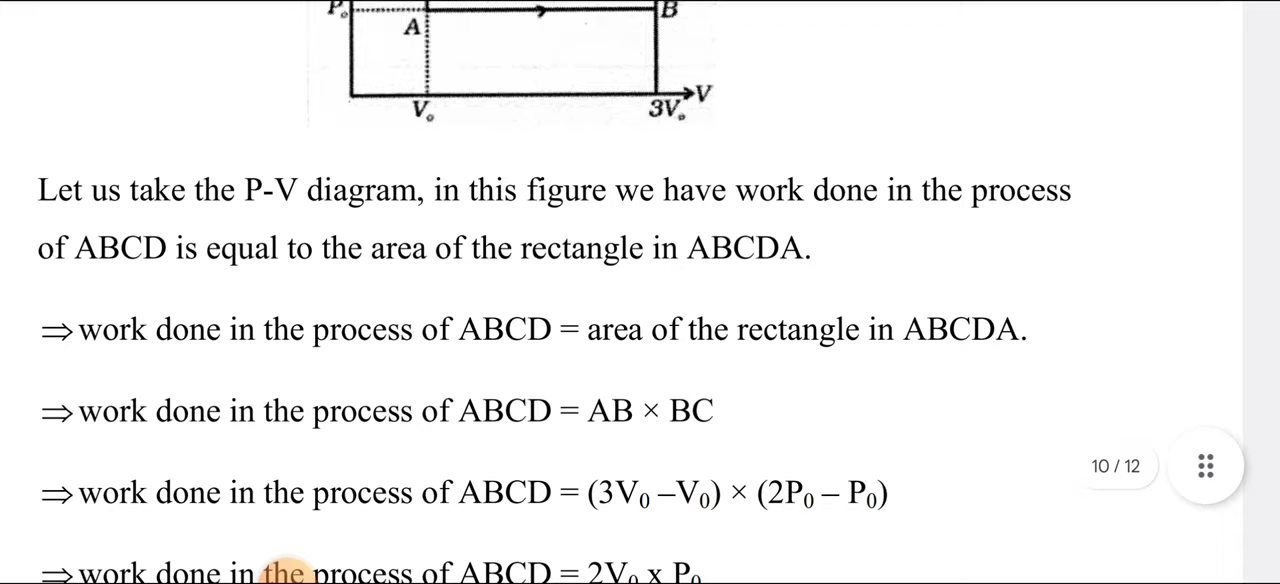 P₀
A
B
V₀
3V₀
V
Let us take the P-V diagram, in this figure we have work done in the process
of ABCD is equal to the area of the rectangle in ABCDA.
⇒work done in the process of ABCD = area of the rectangle in ABCDA.
⇒work done in the process of ABCD = AB × BC
10 / 12
⇒work done in the process of ABCD = (3V₀ –V₀) × (2P₀ – P₀)
⇒work done in the process of ABCD = 2V₀ x P₀